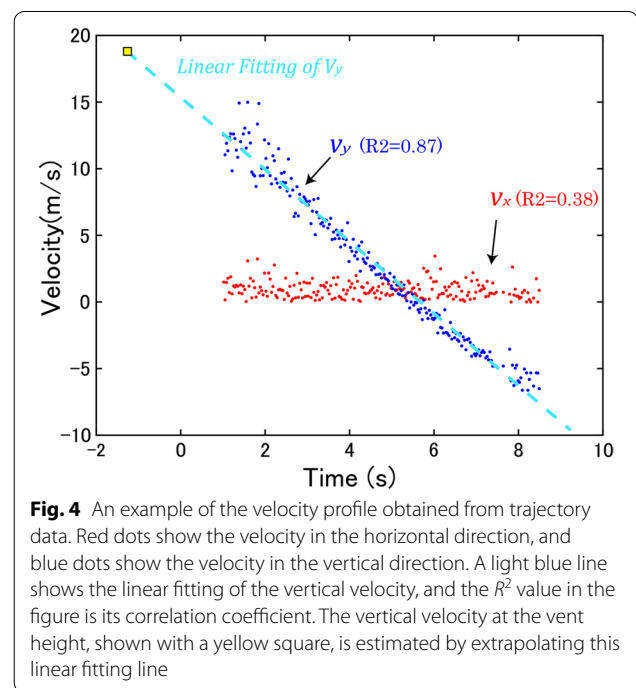 20
15
10
5
0
-5
-10
Velocity(m/s)
Linear Fitting of Vy
vy (R2=0.87)
vx (R2=0.38)
-2 0 2 4 6 8 10
Time (s)
Fig. 4 An example of the velocity profile obtained from trajectory
data. Red dots show the velocity in the horizontal direction, and
blue dots show the velocity in the vertical direction. A light blue line
shows the linear fitting of the vertical velocity, and the R² value in the
figure is its correlation coefficient. The vertical velocity at the vent
height, shown with a yellow square, is estimated by extrapolating this
linear fitting line